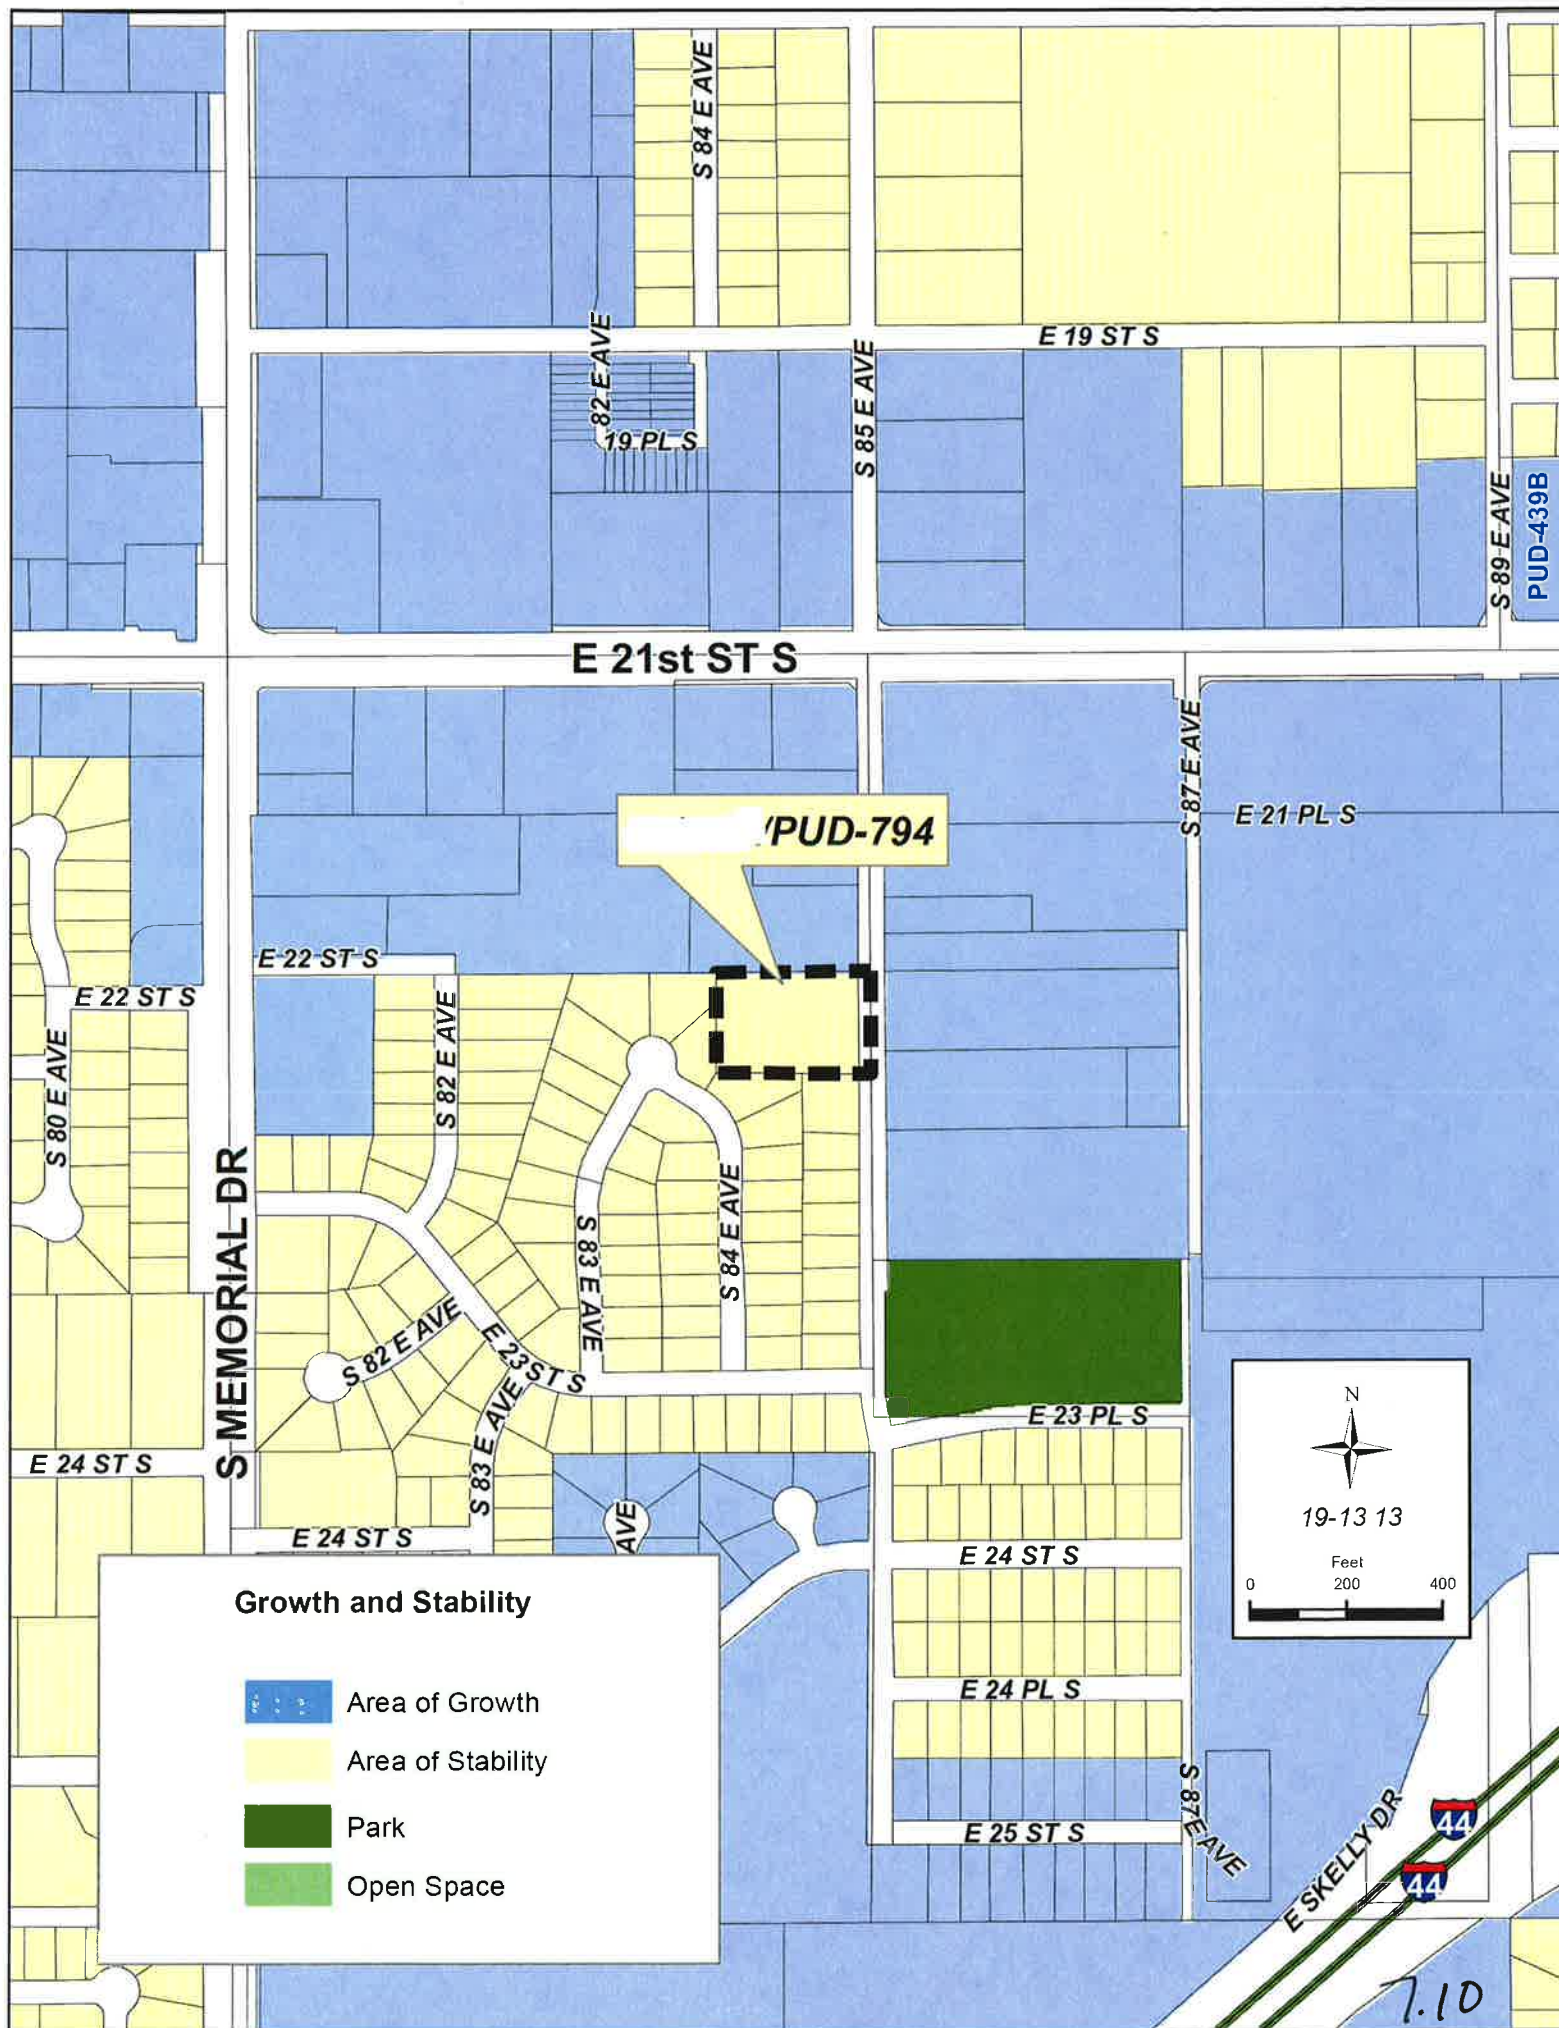 S 84 E AVE
E 19 ST S
82 E AVE
19 PL S
S 85 E AVE
S 89 E AVE
PUD-439B
E 21st ST S
S 87 E AVE
E 21 PL S
/PUD-794
E 22 ST S
E 22 ST S
S 80 E AVE
S 82 E AVE
S MEMORIAL DR
S 83 E AVE
S 84 E AVE
S 82 E AVE
E 23 ST S
S 83 E AVE
E 23 PL S
E 24 ST S
E 24 ST S
AVE
E 24 ST S
E 24 PL S
E 25 ST S
S 87 E AVE
E SKELLY DR
44
44
N
19-13 13
Feet
0 200 400
Growth and Stability
Area of Growth
Area of Stability
Park
Open Space
7.10